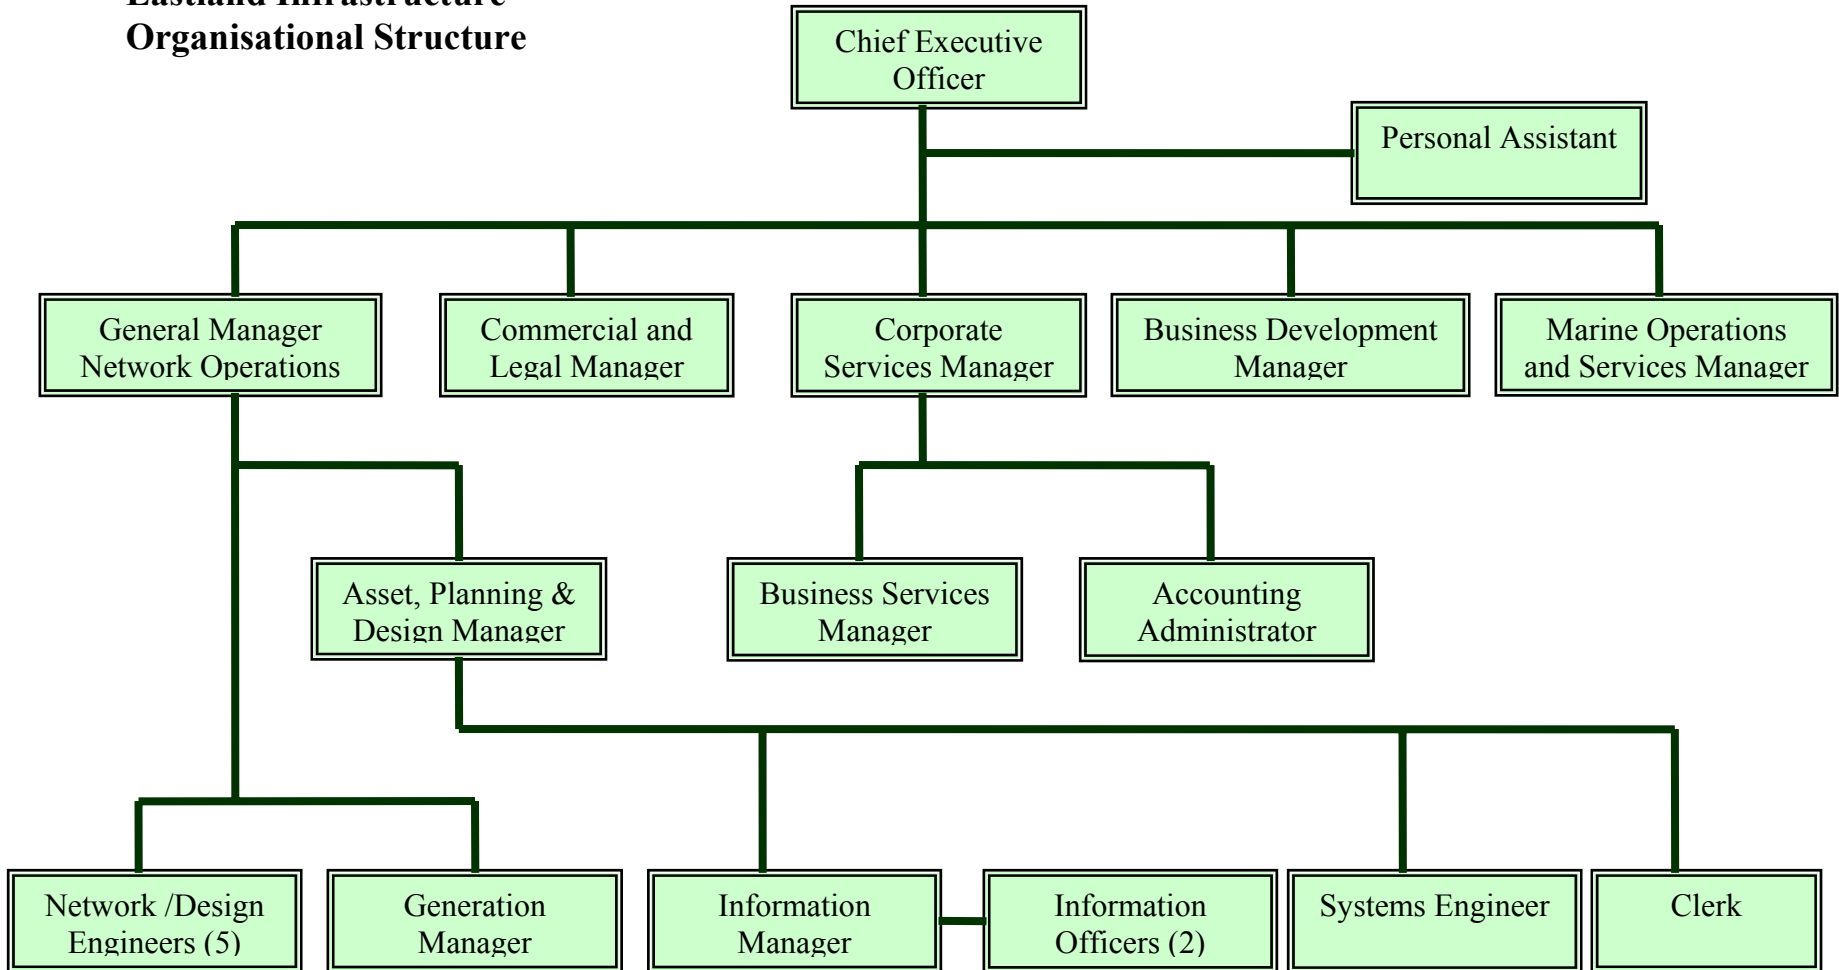 Eastland Infrastructure
Organisational Structure
Chief Executive
Officer
Personal Assistant
General Manager
Network Operations
Commercial and
Legal Manager
Corporate
Services Manager
Business Development
Manager
Marine Operations
and Services Manager
Asset, Planning &
Design Manager
Business Services
Manager
Accounting
Administrator
Network /Design
Engineers (5)
Generation
Manager
Information
Manager
Information
Officers (2)
Systems Engineer
Clerk